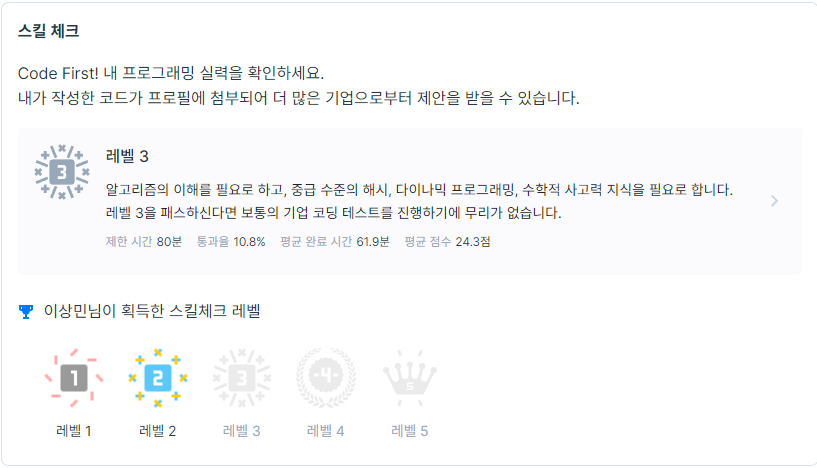 스킬 체크
Code First! 내 프로그래밍 실력을 확인하세요.
내가 작성한 코드가 프로필에 첨부되어 더 많은 기업으로부터 제안을 받을 수 있습니다.
3
레벨 3
알고리즘의 이해를 필요로 하고, 중급 수준의 해시, 다이나믹 프로그래밍, 수학적 사고력 지식을 필요로 합니다.
레벨 3을 패스하신다면 보통의 기업 코딩 테스트를 진행하기에 무리가 없습니다.
제한 시간 80분 통과율 10.8% 평균 완료 시간 61.9분 평균 점수 24.3점
이상민님이 획득한 스킬체크 레벨
1 2 3 4 5
레벨 1 레벨 2 레벨 3 레벨 4 레벨 5